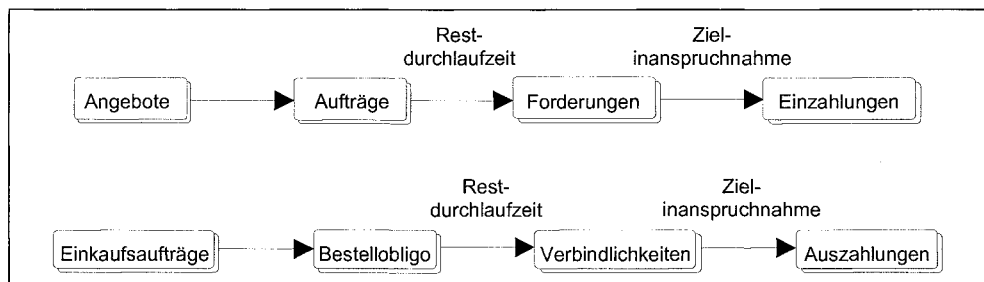 Rest-
durchlaufzeit
Ziel-
inanspruchnahme
Angebote
Aufträge
Forderungen
Einzahlungen
Rest-
durchlaufzeit
Ziel-
inanspruchnahme
Einkaufsaufträge
Bestellobligo
Verbindlichkeiten
Auszahlungen